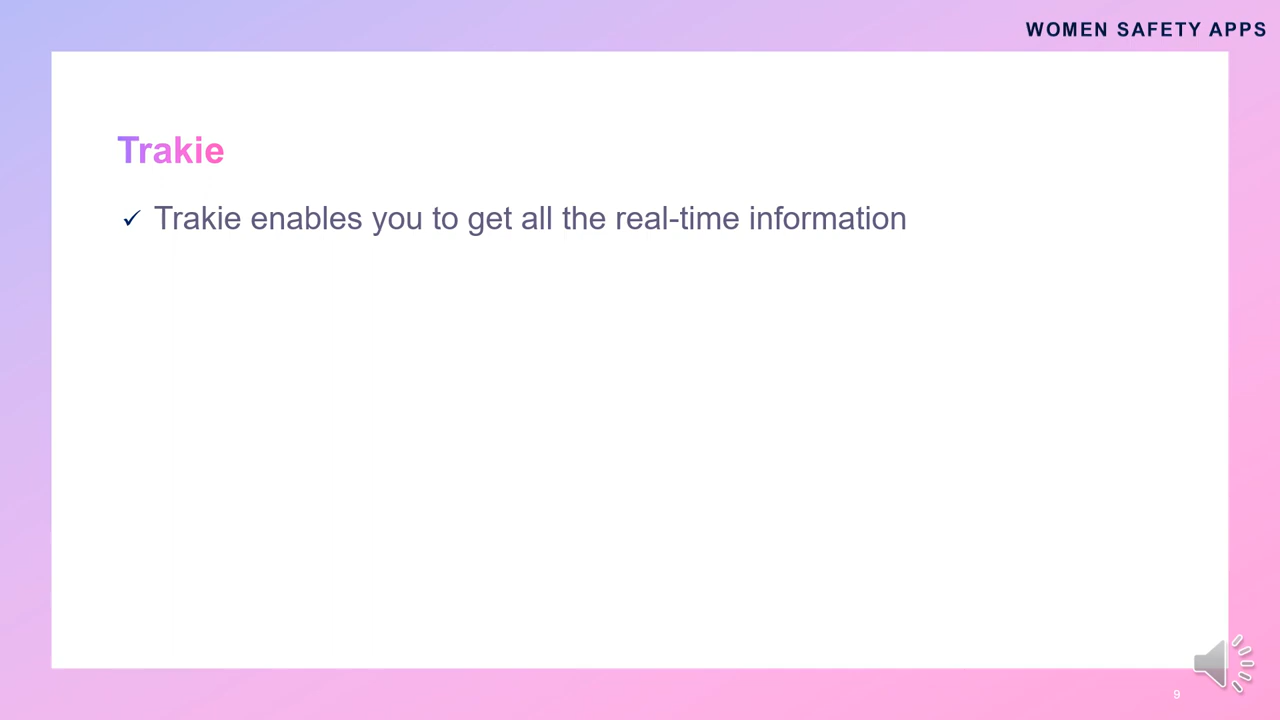 WOMEN SAFETY APPS
Trakie
✓ Trakie enables you to get all the real-time information
9